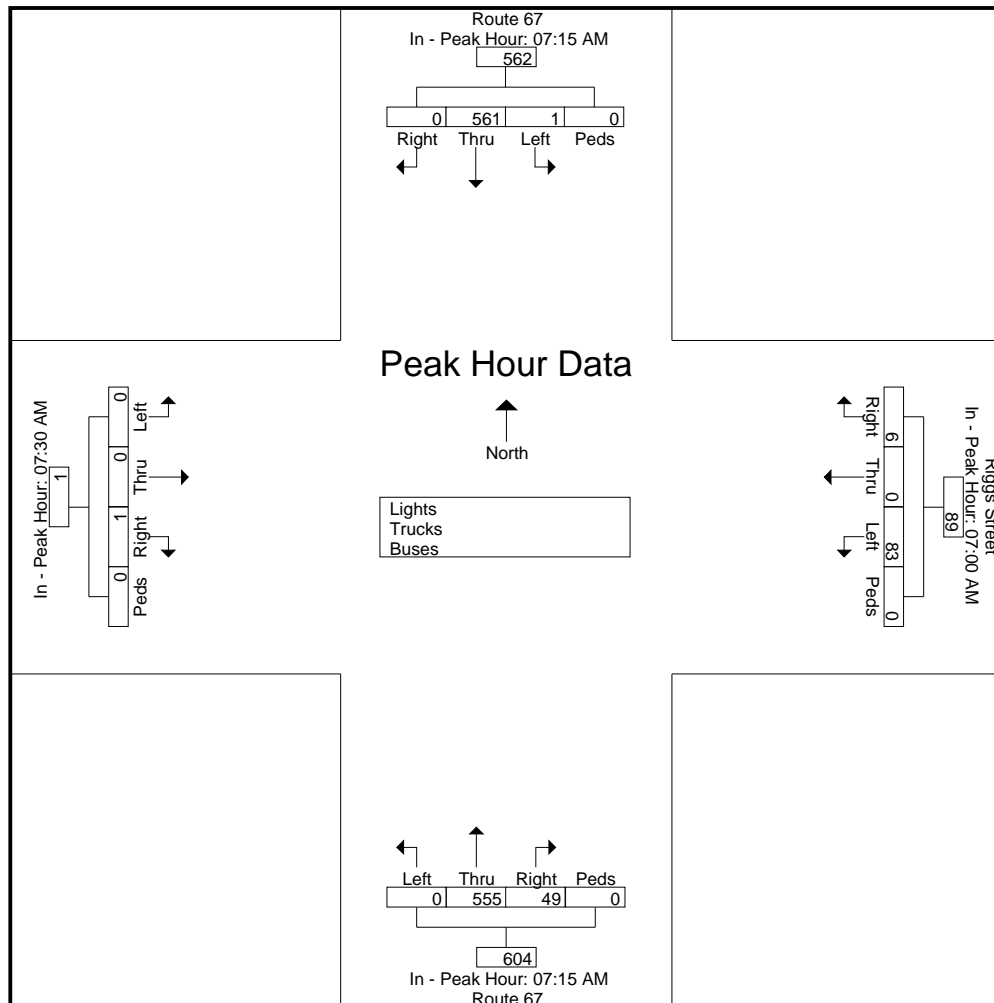 Route 67
In - Peak Hour: 07:15 AM
562
0 561 1 0
Right Thru Left Peds
Peak Hour Data
North
Lights
Trucks
Buses
In - Peak Hour: 07:30 AM
1
0 0 1 0
Left Thru Right Peds
Riggs Street
In - Peak Hour: 07:00 AM
89
6 0 83 0
Right Thru Left Peds
Left Thru Right Peds
0 555 49 0
604
In - Peak Hour: 07:15 AM
Route 67